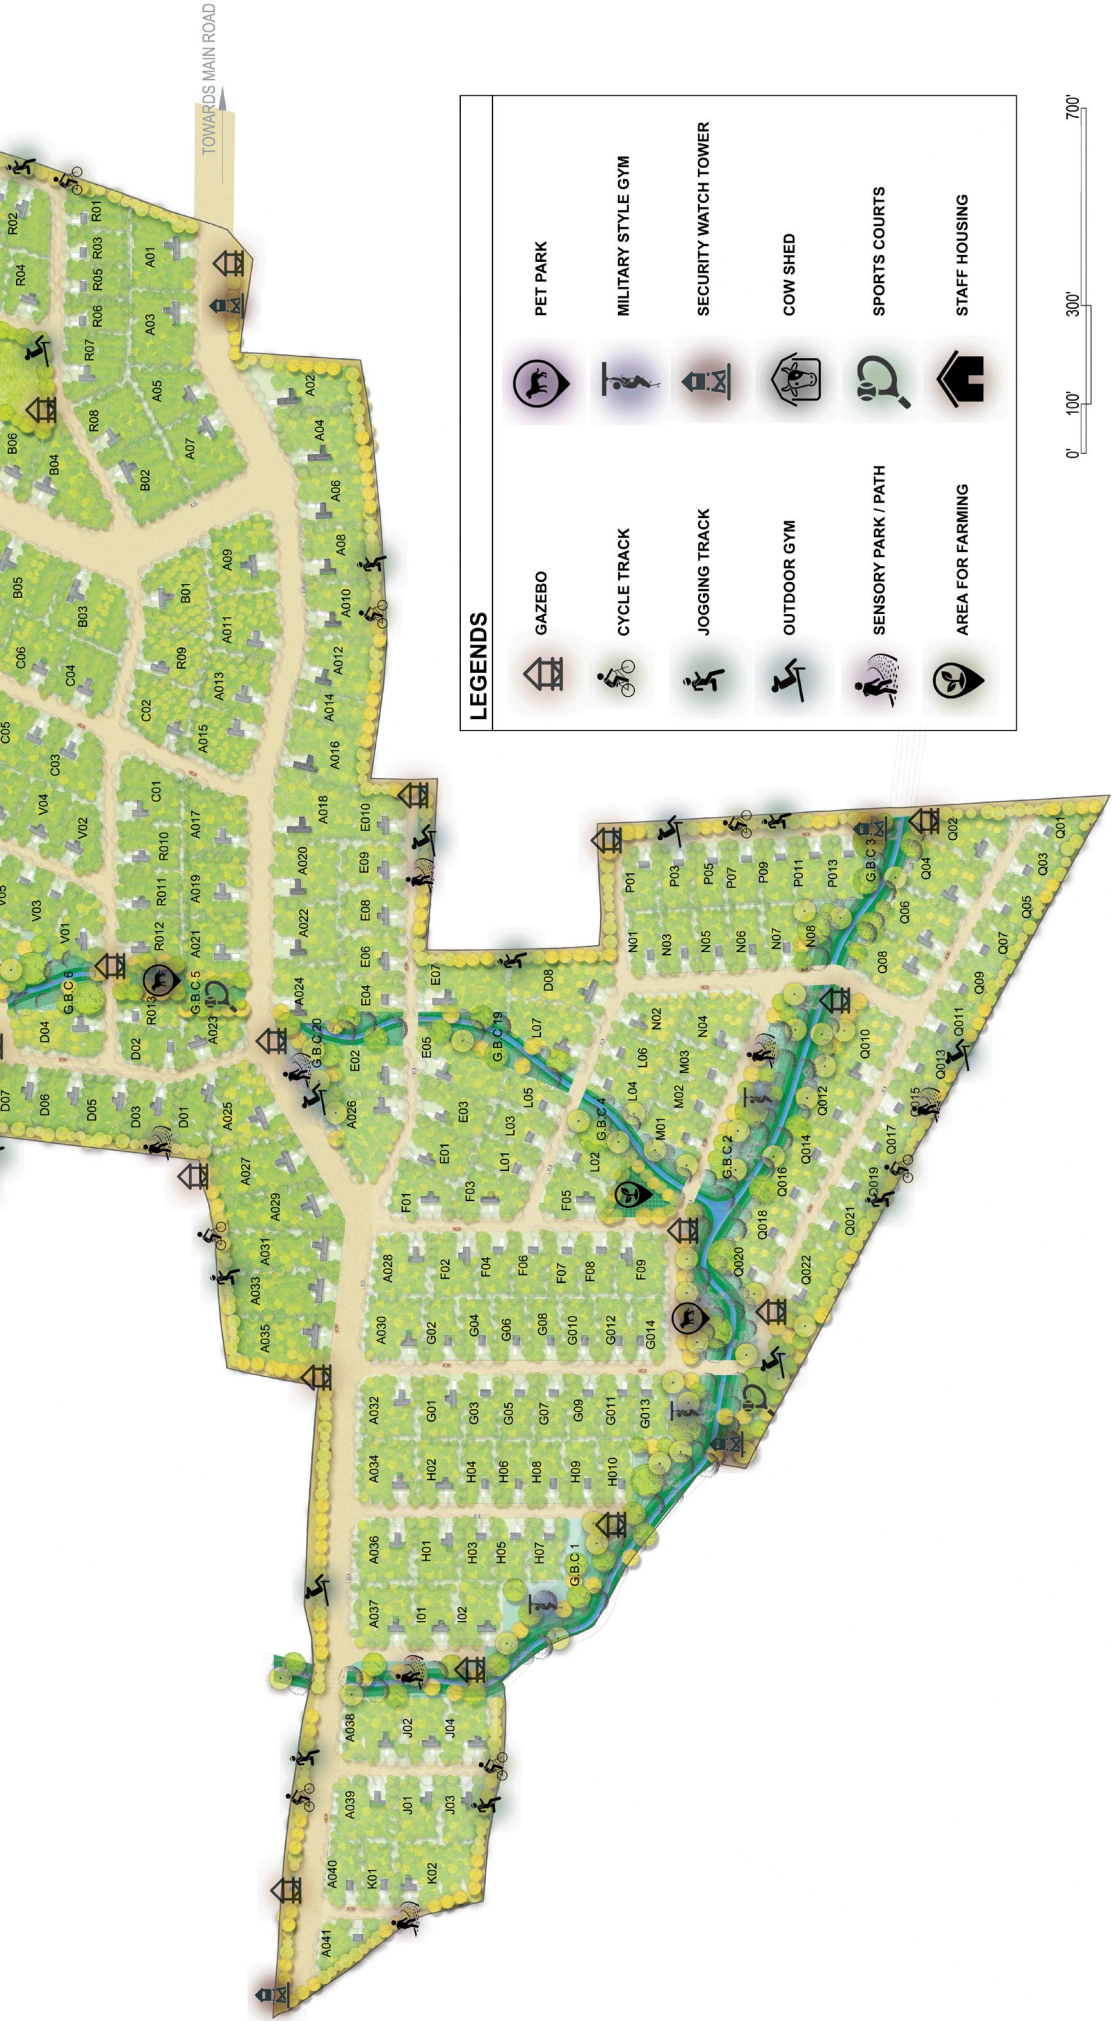 TOWARDS MAIN ROAD
LEGENDS
GAZEBO
CYCLE TRACK
JOGGING TRACK
OUTDOOR GYM
SENSORY PARK / PATH
AREA FOR FARMING
PET PARK
MILITARY STYLE GYM
SECURITY WATCH TOWER
COW SHED
SPORTS COURTS
STAFF HOUSING
0'
100'
300'
700'
R02
R04
R01
R03
R05
R06
R07
R08
A01
A03
A05
A07
B02
B04
B06
A02
A04
A06
A08
A010
A012
A014
A016
A018
A020
A022
A024
B05
B03
B01
A09
A011
A013
A015
R09
C02
C04
C06
C05
C03
C01
V04
V02
V03
V01
R010
R011
R012
R013
A017
A019
A021
A023
G.B.C 6
G.B.C 5
D04
D02
D07
D06
D05
D03
D01
A025
A027
A029
A031
A033
A035
G.B.C 20
E02
A026
E010
E09
E08
E06
E04
E07
E05
E03
E01
G.B.C 19
D08
L07
L05
L03
L01
F01
F03
F05
L02
G.B.C 4
M01
M02
M03
L04
L06
N02
N04
N01
N03
N05
N06
N07
N08
P01
P03
P05
P07
P09
P011
P013
G.B.C 3
G.B.C 2
Q02
Q04
Q06
Q08
Q010
Q012
Q014
Q016
Q018
Q020
Q022
Q01
Q03
Q05
Q07
Q09
Q011
Q013
Q015
Q017
Q019
Q021
A028
F02
F04
F06
F07
F08
F09
A030
G02
G04
G06
G08
G010
G012
G014
A032
G01
G03
G05
G07
G09
G011
G013
A034
H02
H04
H06
H08
H09
H010
A036
H01
H03
H05
H07
G.B.C 1
A037
I01
I02
A038
J02
J04
A039
J01
J03
A040
K01
K02
A041